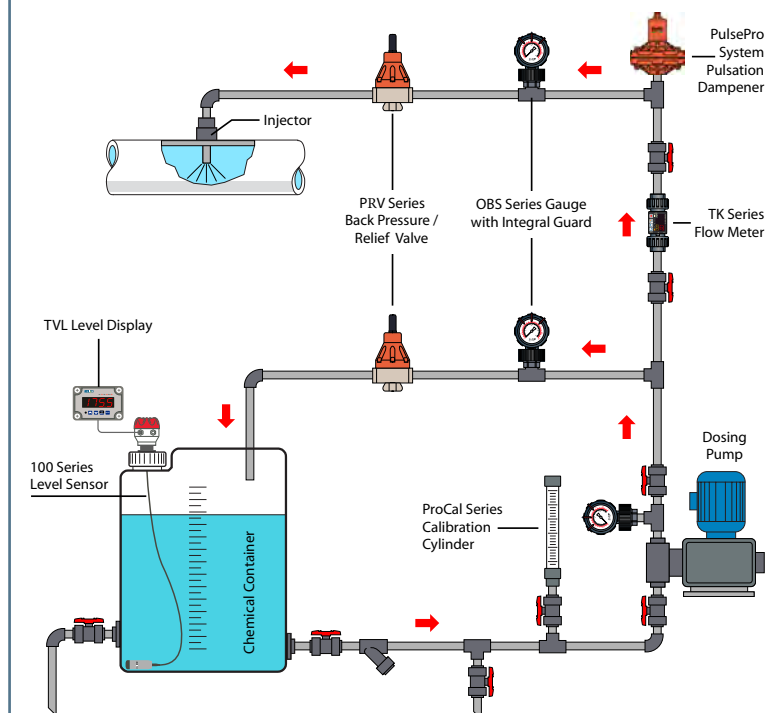 PulsePro
System
Pulsation
Dampener
Injector
PRV Series
Back Pressure /
Relief Valve
OBS Series Gauge
with Integral Guard
TK Series
Flow Meter
TVL Level Display
1755
100 Series
Level Sensor
Chemical Container
ProCal Series
Calibration
Cylinder
Dosing
Pump